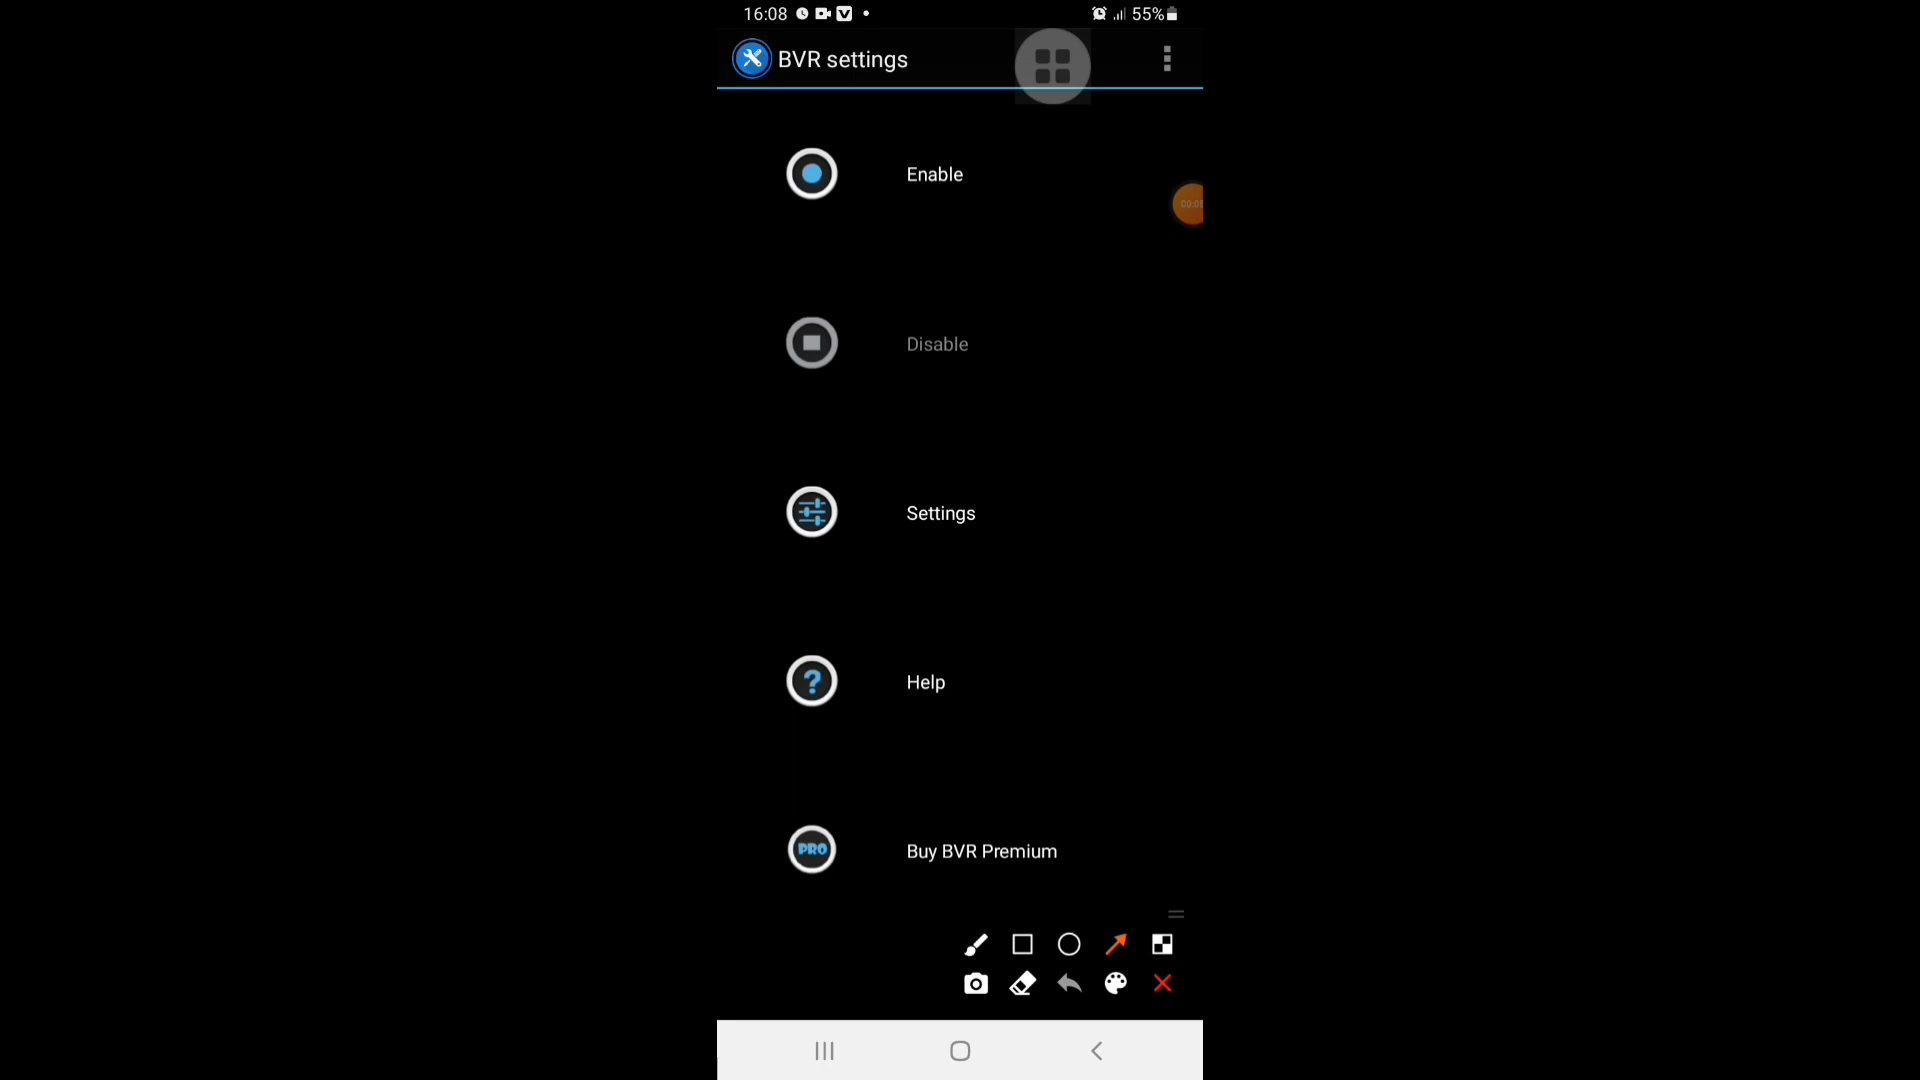 16:08 55%
BVR settings
Enable
Disable
Settings
Help
PRO
Buy BVR Premium